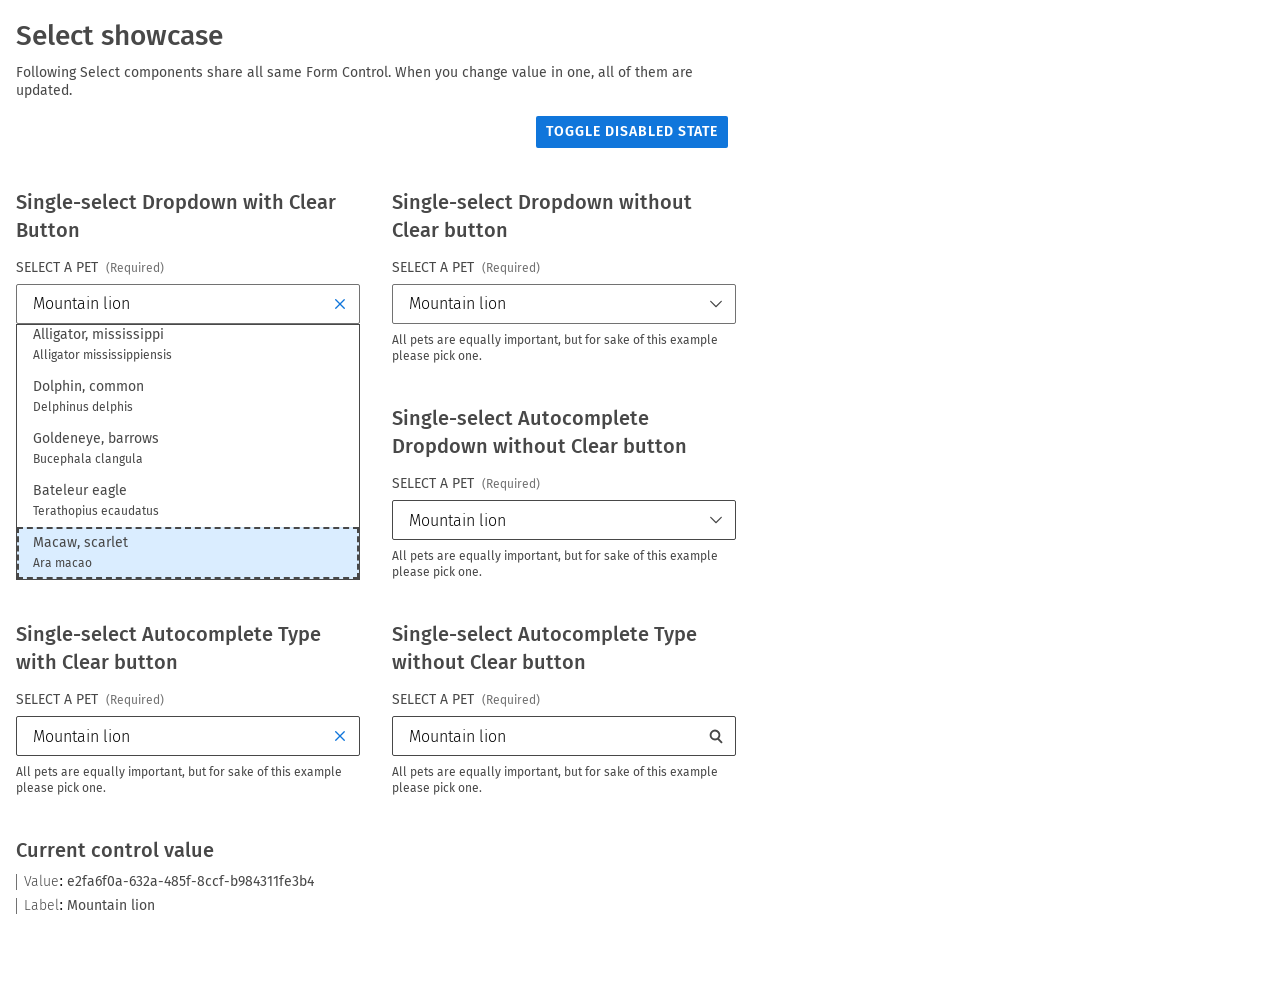 Select showcase
Following Select components share all same Form Control. When you change value in one, all of them are
updated.
TOGGLE DISABLED STATE
Single-select Dropdown with Clear
Button
SELECT A PET (Required)
Mountain lion
Alligator, mississippi
Alligator mississippiensis
Dolphin, common
Delphinus delphis
Goldeneye, barrows
Bucephala clangula
Bateleur eagle
Terathopius ecaudatus
Macaw, scarlet
Ara macao
Single-select Dropdown without
Clear button
SELECT A PET (Required)
Mountain lion
All pets are equally important, but for sake of this example
please pick one.
Single-select Autocomplete
Dropdown without Clear button
SELECT A PET (Required)
Mountain lion
All pets are equally important, but for sake of this example
please pick one.
Single-select Autocomplete Type
with Clear button
SELECT A PET (Required)
Mountain lion
All pets are equally important, but for sake of this example
please pick one.
Single-select Autocomplete Type
without Clear button
SELECT A PET (Required)
Mountain lion
All pets are equally important, but for sake of this example
please pick one.
Current control value
Value: e2fa6f0a-632a-485f-8ccf-b984311fe3b4
Label: Mountain lion